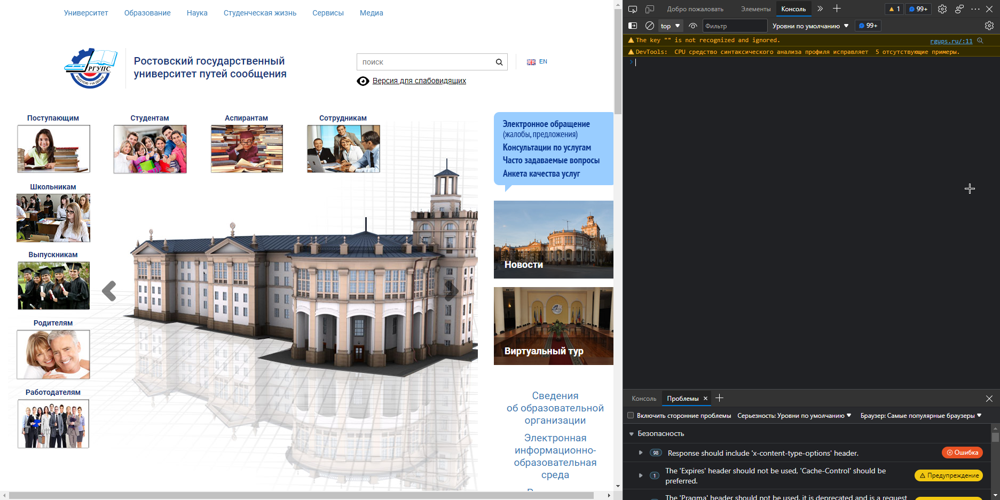 Университет Образование Наука Студенческая жизнь Сервисы Медиа
РГУПС
РОСТОВ-НА-ДОНУ
Ростовский государственный
университет путей сообщения
поиск
EN
Версия для слабовидящих
Поступающим
Студентам
Аспирантам
Сотрудникам
Школьникам
Выпускникам
Родителям
Работодателям
Электронное обращение
(жалобы, предложения)
Консультации по услугам
Часто задаваемые вопросы
Анкета качества услуг
Новости
Виртуальный тур
Сведения
об образовательной
организации
Электронная
информационно-
образовательная
среда
Добро пожаловать Элементы Консоль 1 99+
top Фильтр Уровни по умолчанию 99+
The key "" is not recognized and ignored. rgups.ru/:11
DevTools: CPU средство синтаксического анализа профиля исправляет 5 отсутствующие примеры.
Консоль Проблемы
Включить сторонние проблемы Серьезность: Уровни по умолчанию Браузер: Самые популярные браузеры
Безопасность
98 Response should include 'x-content-type-options' header. Ошибка
1 The 'Expires' header should not be used, 'Cache-Control' should be
preferred. Предупреждение
The 'Pragma' header should not be used, it is deprecated and is a request